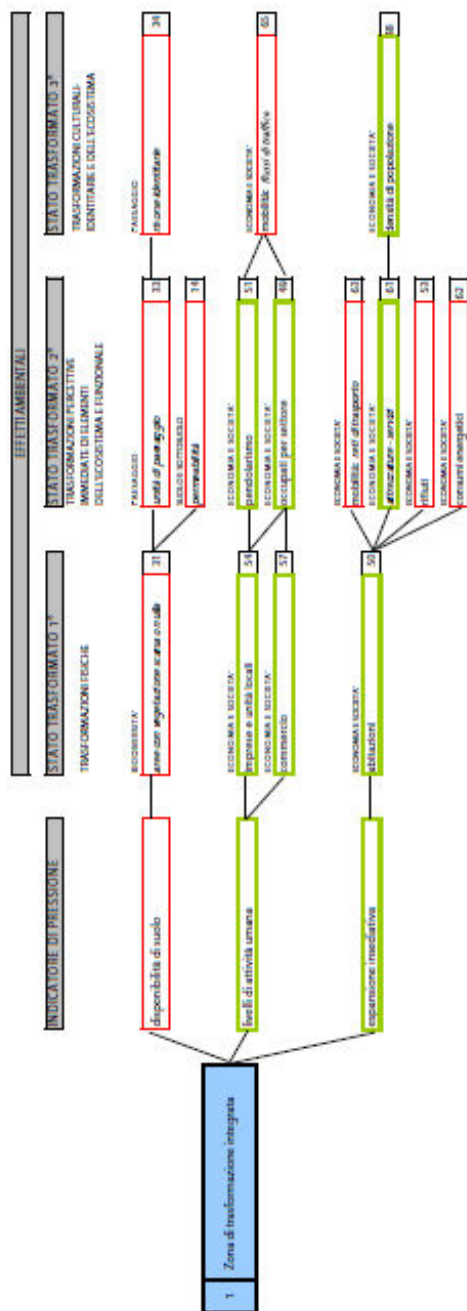 EFFETTI AMBIENTALI
INDICATORE DI PRESSIONE
STATO TRASFORMATO 1°
STATO TRASFORMATO 2°
STATO TRASFORMATO 3°
TRASFORMAZIONI FISICHE
TRASFORMAZIONI PERCETTIVE
IMMEDIATE DI ELEMENTI
DELL'ECOSISTEMA E FUNZIONALE
TRASFORMAZIONI CULTURALI-
IDENTITARIE E DELL'ECOSISTEMA
1 Zona di trasformazione integrata
disponibilità di suolo
BIODIVERSITA'
aree con vegetazione scarsa o nulla 31
PAESAGGIO
unità di paesaggio 33
SUOLO E SOTTOSUOLO
permeabilità 14
PAESAGGIO
risorse identitarie 34
livelli di attività umana
ECONOMIA E SOCIETA'
imprese e unità locali 54
ECONOMIA E SOCIETA'
commercio 57
ECONOMIA E SOCIETA'
pendolarismo 51
ECONOMIA E SOCIETA'
occupati per settore 49
ECONOMIA E SOCIETA'
mobilità: flussi di traffico 65
espansione insediativa
ECONOMIA E SOCIETA'
abitazioni 50
ECONOMIA E SOCIETA'
mobilità: reti di trasporto 63
ECONOMIA E SOCIETA'
attrezzature - servizi 61
ECONOMIA E SOCIETA'
rifiuti 53
ECONOMIA E SOCIETA'
consumi energetici 62
ECONOMIA E SOCIETA'
densità di popolazione 48